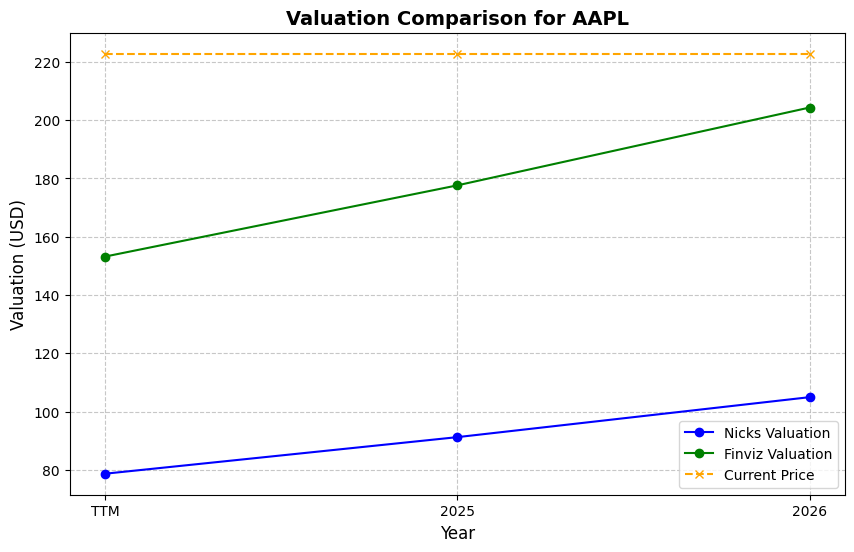 Valuation Comparison for AAPL
Valuation (USD)
220
200
180
160
140
120
100
80
Nicks Valuation
Finviz Valuation
Current Price
TTM 2025 2026
Year